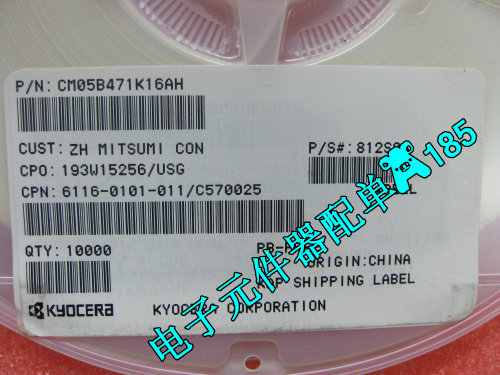 P/N: CM05B471K16AH
CUST: ZH MITSUMI CON
P/S#: 812S
CPO: 193W15256/USG
CPN: 6116-0101-011/C570025
QTY: 10000
ORIGIN:CHINA
SHIPPING LABEL
KYOCERA
KYOCERA CORPORATION
电子元件器配单 185